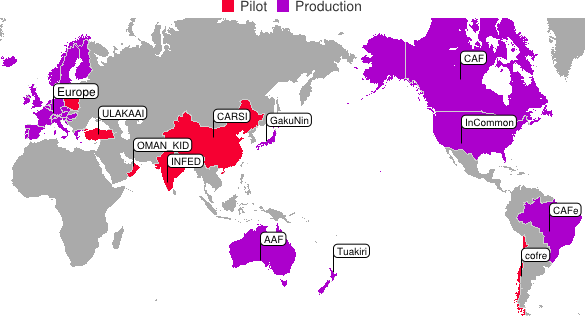 Pilot Production
CAF
Europe
ULAKAAI
CARSI
GakuNin
InCommon
OMAN_KID
INFED
CAFe
AAF
Tuakiri
cofre